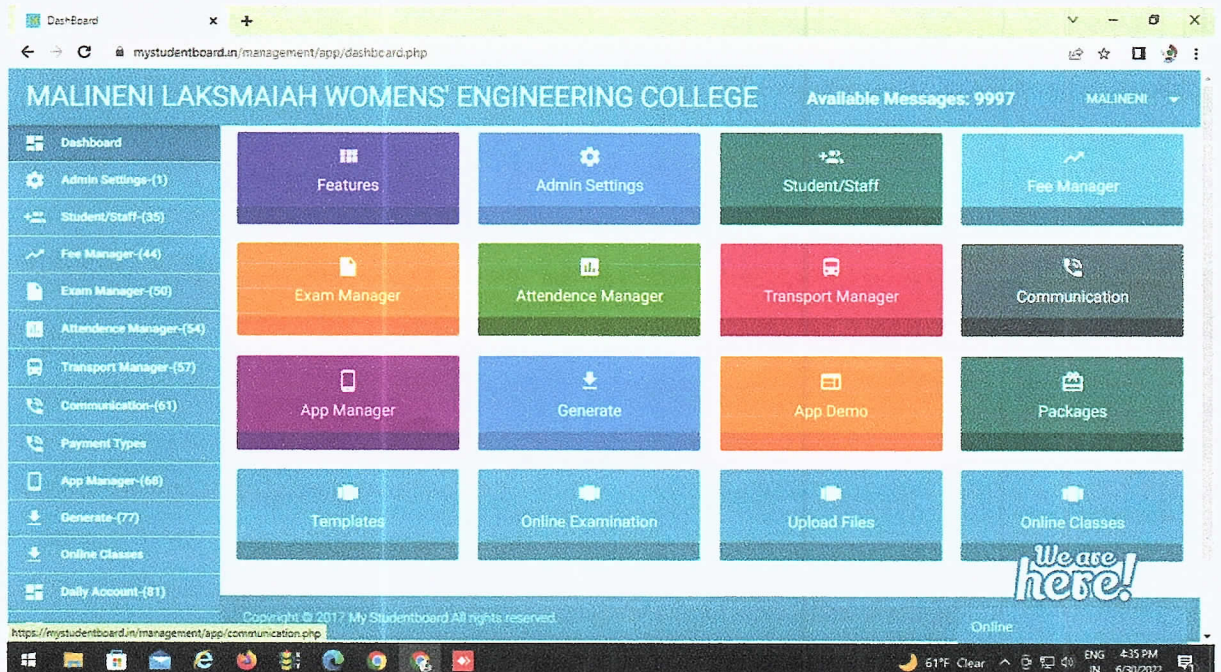 DashBoard
mystudentboard.in/management/app/dashboard.php
MALINENI LAKSMAIAH WOMENS' ENGINEERING COLLEGE
Available Messages: 9997
MALINENI
Dashboard
Admin Settings-(1)
Student/Staff-(35)
Fee Manager-(44)
Exam Manager-(50)
Attendence Manager-(54)
Transport Manager-(57)
Communication-(61)
Payment Types
App Manager-(68)
Generate-(77)
Online Classes
Daily Account-(81)
Features
Admin Settings
Student/Staff
Fee Manager
Exam Manager
Attendence Manager
Transport Manager
Communication
App Manager
Generate
App Demo
Packages
Templates
Online Examination
Upload Files
Online Classes
We are
here!
Copyright © 2017 My Studentboard All rights reserved.
Online
https://mystudentboard.in/management/app/communication.php
61°F Clear
ENG
IN
4:35 PM
6/30/2022